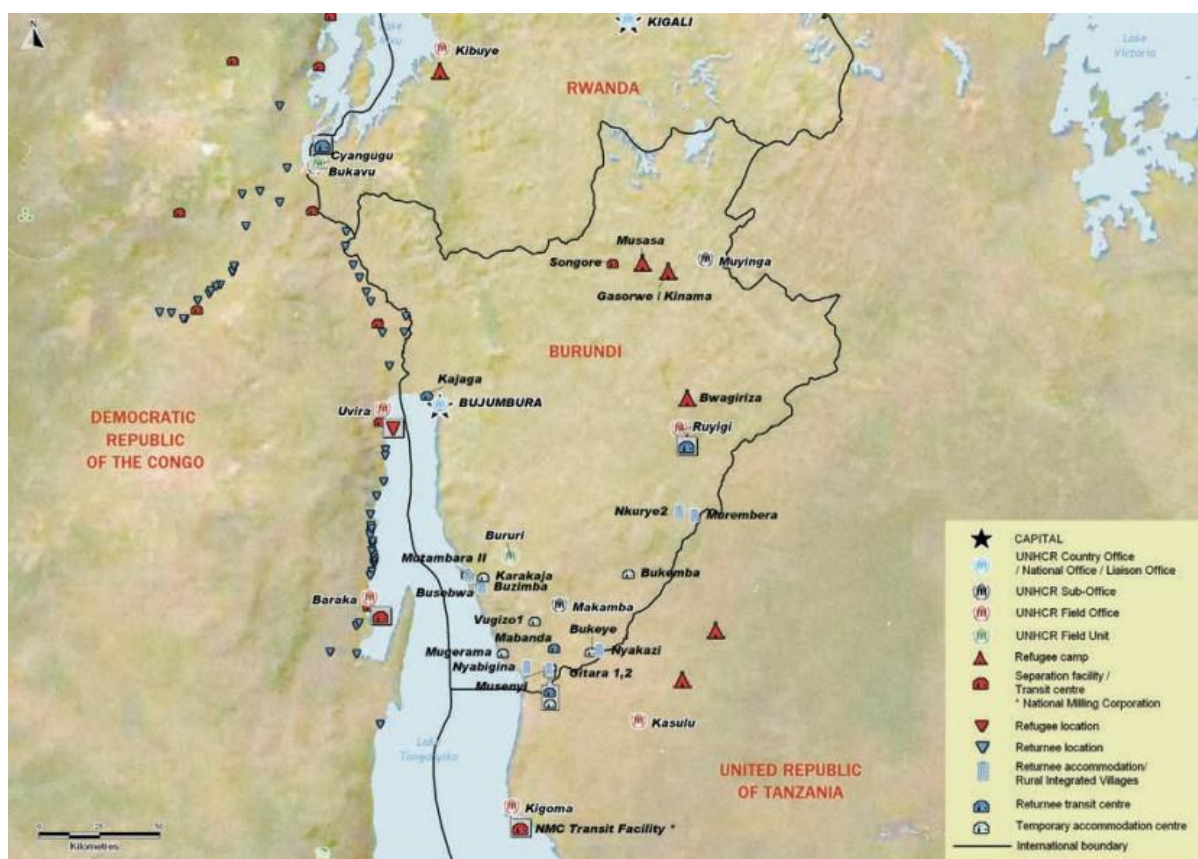 N
KIGALI
Lake
Kivu
Kibuye
Lake
Victoria
RWANDA
Cyangugu
Bukavu
Musasa
Songore
Muyinga
Gasorwe / Kinama
BURUNDI
Kajaga
BUJUMBURA
Bwagiriza
Uvira
Ruyigi
DEMOCRATIC
REPUBLIC
OF THE CONGO
Nkurye2
Murembera
Bururi
Mutambara II
Karakaja
Bukemba
Busebwa
Buzimba
Baraka
Makamba
Vugizo1
Bukeye
Mabanda
Mugerama
Nyakazi
Nyabigina
Gitara 1,2
Musenyi
Kasulu
Lake
Tanganyika
UNITED REPUBLIC
OF TANZANIA
Kigoma
NMC Transit Facility *
0 25 50
Kilometres
CAPITAL
UNHCR Country Office
/ National Office / Liaison Office
UNHCR Sub-Office
UNHCR Field Office
UNHCR Field Unit
Refugee camp
Separation facility /
Transit centre
* National Milling Corporation
Refugee location
Returnee location
Returnee accommodation/
Rural Integrated Villages
Returnee transit centre
Temporary accommodation centre
International boundary